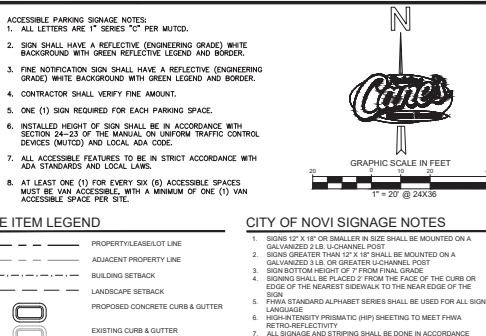 ACCESSIBLE PARKING SIGNAGE NOTES:
1. ALL LETTERS ARE 1" SERIES "C" PER MUTCD.
2. SIGN SHALL HAVE A REFLECTIVE (ENGINEERING GRADE) WHITE
BACKGROUND WITH GREEN REFLECTIVE LEGEND AND BORDER.
3. FINE NOTIFICATION SIGN SHALL HAVE A REFLECTIVE (ENGINEERING
GRADE) WHITE BACKGROUND WITH GREEN LEGEND AND BORDER.
4. CONTRACTOR SHALL VERIFY FINE AMOUNT.
5. ONE (1) SIGN REQUIRED FOR EACH PARKING SPACE.
6. INSTALLED HEIGHT OF SIGN SHALL BE IN ACCORDANCE WITH
SECTION 24-23 OF THE MANUAL ON UNIFORM TRAFFIC CONTROL
DEVICES (MUTCD) AND LOCAL ADA CODE.
7. ALL ACCESSIBLE FEATURES TO BE IN STRICT ACCORDANCE WITH
ADA STANDARDS AND LOCAL LAWS.
8. AT LEAST ONE (1) FOR EVERY SIX (6) ACCESSIBLE SPACES
MUST BE VAN ACCESSIBLE, WITH A MINIMUM OF ONE (1) VAN
ACCESSIBLE SPACE PER SITE.
N
Cane's
GRAPHIC SCALE IN FEET
20 0 10 20
1" = 20' @ 24X36
E ITEM LEGEND
PROPERTY/LEASE/LOT LINE
ADJACENT PROPERTY LINE
BUILDING SETBACK
LANDSCAPE SETBACK
PROPOSED CONCRETE CURB & GUTTER
EXISTING CURB & GUTTER
CITY OF NOVI SIGNAGE NOTES
1. SIGNS 12" X 18" OR SMALLER IN SIZE SHALL BE MOUNTED ON A
GALVANIZED 2 LB. U-CHANNEL POST
2. SIGNS GREATER THAN 12" X 18" SHALL BE MOUNTED ON A
GALVANIZED 3 LB. OR GREATER U-CHANNEL POST
3. SIGN BOTTOM HEIGHT OF 7' FROM FINAL GRADE
4. SIGNING SHALL BE PLACED 2' FROM THE FACE OF THE CURB OR
EDGE OF THE NEAREST SIDEWALK TO THE NEAR EDGE OF THE
SIGN
5. FHWA STANDARD ALPHABET SERIES SHALL BE USED FOR ALL SIGN
LANGUAGE
6. HIGH-INTENSITY PRISMATIC (HIP) SHEETING TO MEET FHWA
RETRO-REFLECTIVITY
7. ALL SIGNAGE AND STRIPING SHALL BE DONE IN ACCORDANCE